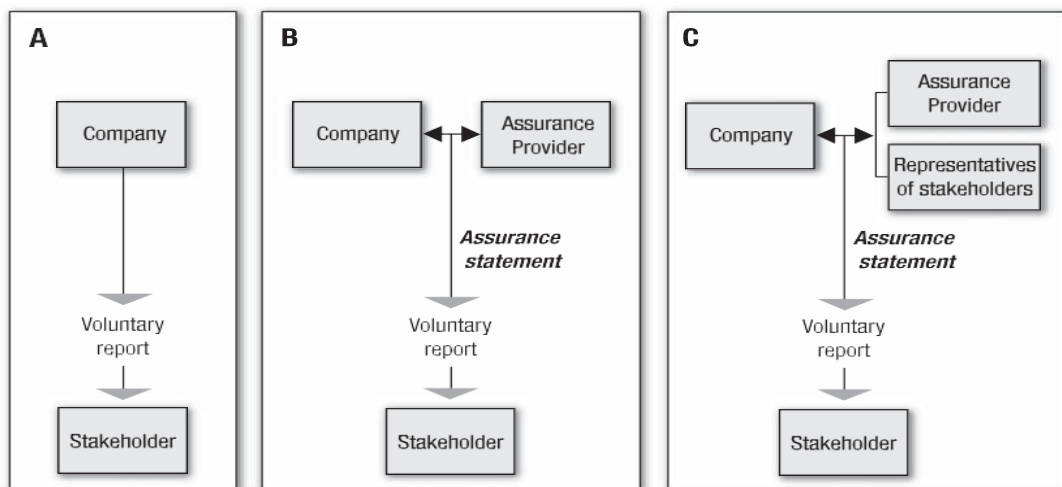 A
Company
Voluntary
report
Stakeholder
B
Company
Assurance
Provider
Assurance
statement
Voluntary
report
Stakeholder
C
Company
Assurance
Provider
Representatives
of stakeholders
Assurance
statement
Voluntary
report
Stakeholder